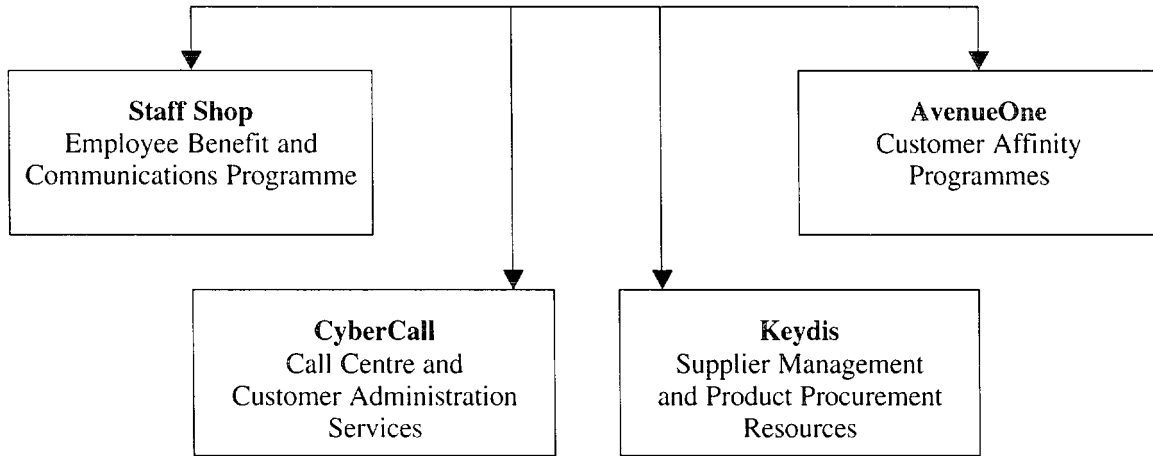 Staff Shop
Employee Benefit and
Communications Programme
AvenueOne
Customer Affinity
Programmes
CyberCall
Call Centre and
Customer Administration
Services
Keydis
Supplier Management
and Product Procurement
Resources